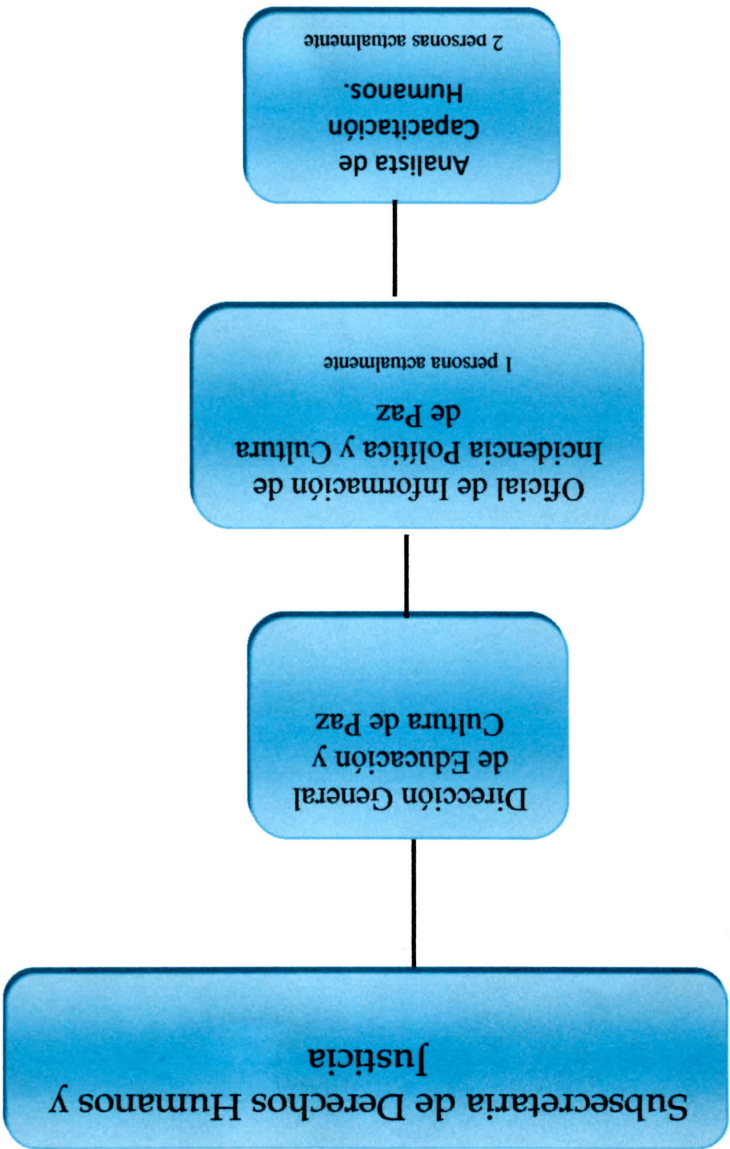 Subsecretaria de Derechos Humanos y
Justicia
Dirección General
de Educación y
Cultura de Paz
Oficial de Información de
Incidencia Política y Cultura
de Paz
1 persona actualmente
Analista de
Capacitación
Humanos.
2 personas actualmente